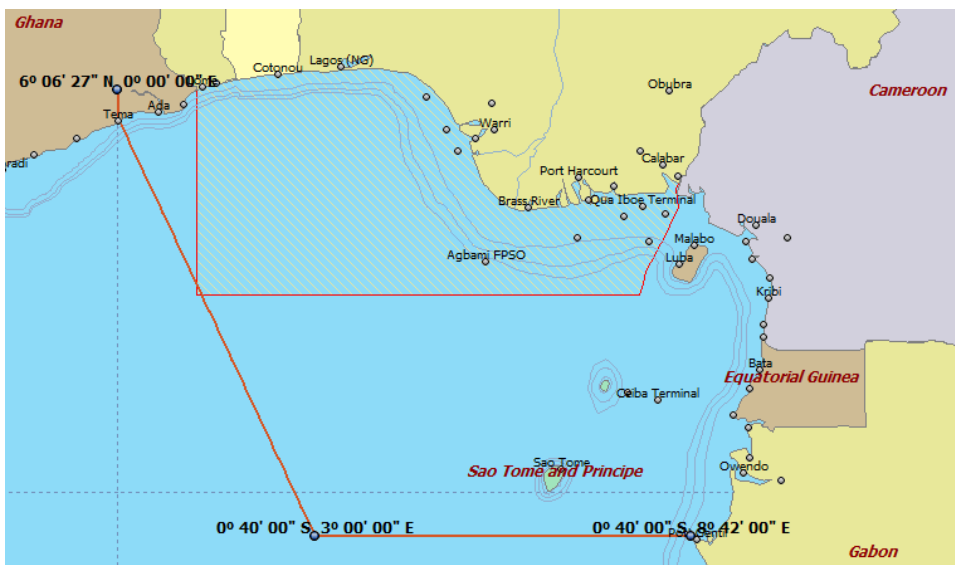 Ghana
Lagos (NG)
Cotonou
6º 06' 27" N, 0º 00' 00" E
Obubra
Cameroon
Ada
Tema
Warri
Calabar
Port Harcourt
Brass River
Qua Iboe Terminal
Douala
Malabo
Agbami FPSO
Luba
Kribi
Bata
Equatorial Guinea
Ceiba Terminal
Sao Tome
Sao Tome and Principe
Owendo
0º 40' 00" S, 3º 00' 00" E
0º 40' 00" S, 8º 42' 00" E
Gabon